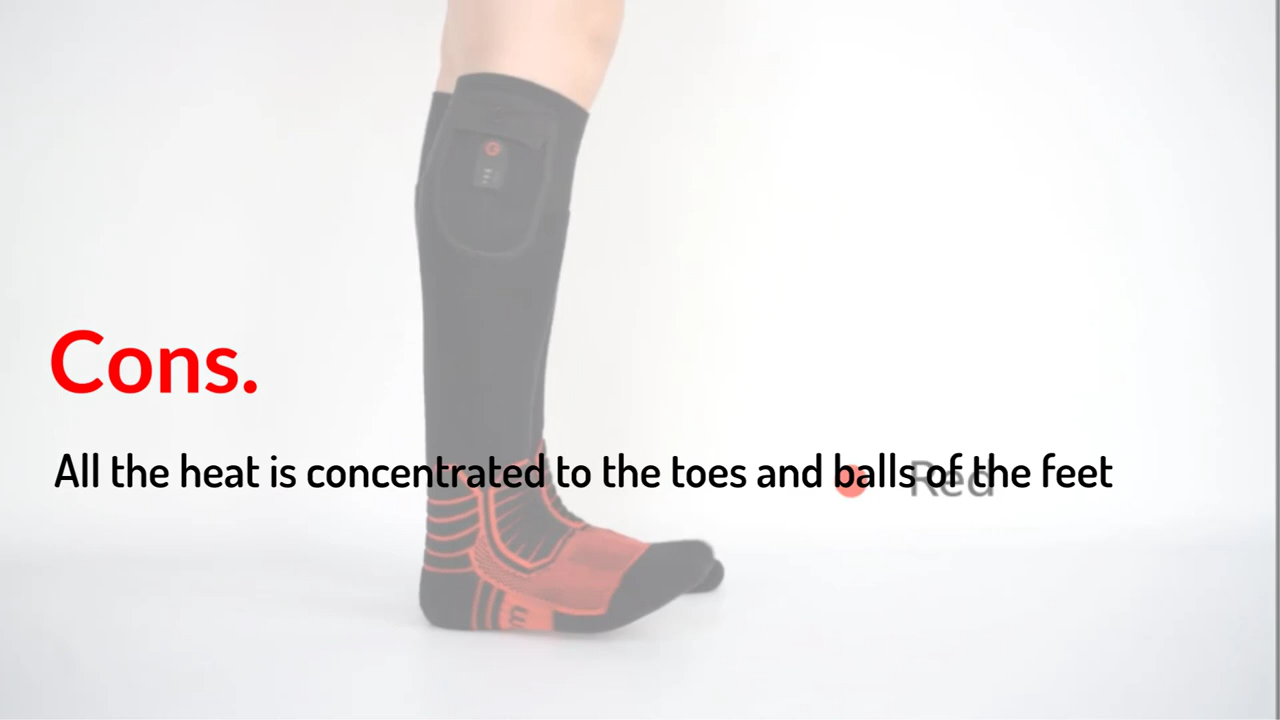 Cons.
All the heat is concentrated to the toes and balls of the feet
Red